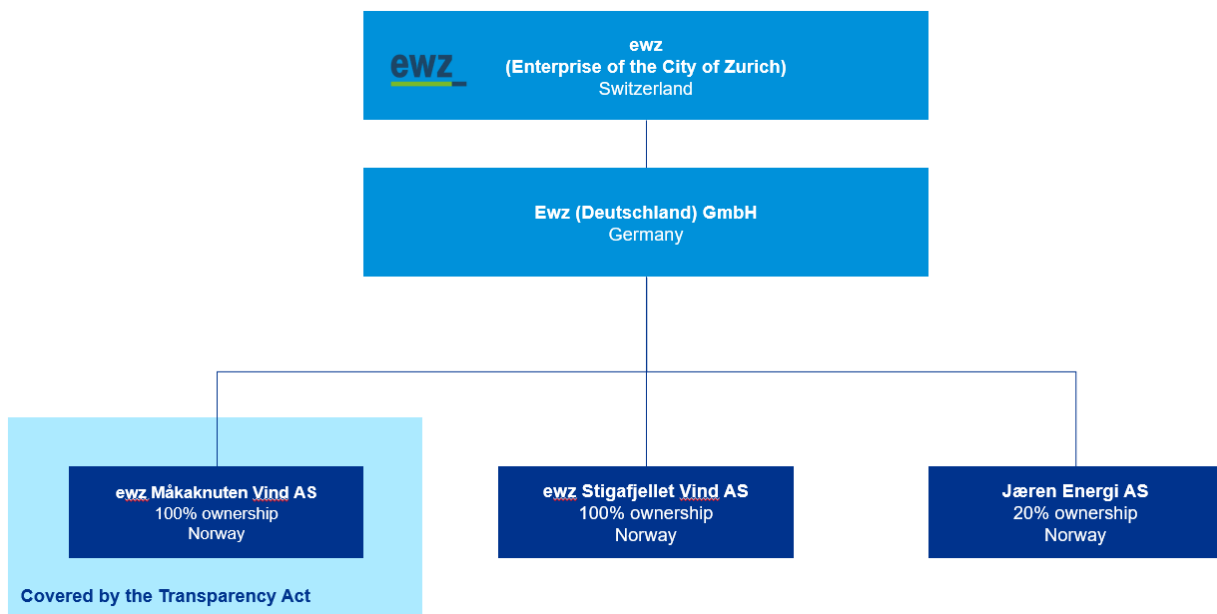 ewz
ewz
(Enterprise of the City of Zurich)
Switzerland
Ewz (Deutschland) GmbH
Germany
ewz Måkaknuten Vind AS
100% ownership
Norway
ewz Stigafjellet Vind AS
100% ownership
Norway
Jæren Energi AS
20% ownership
Norway
Covered by the Transparency Act